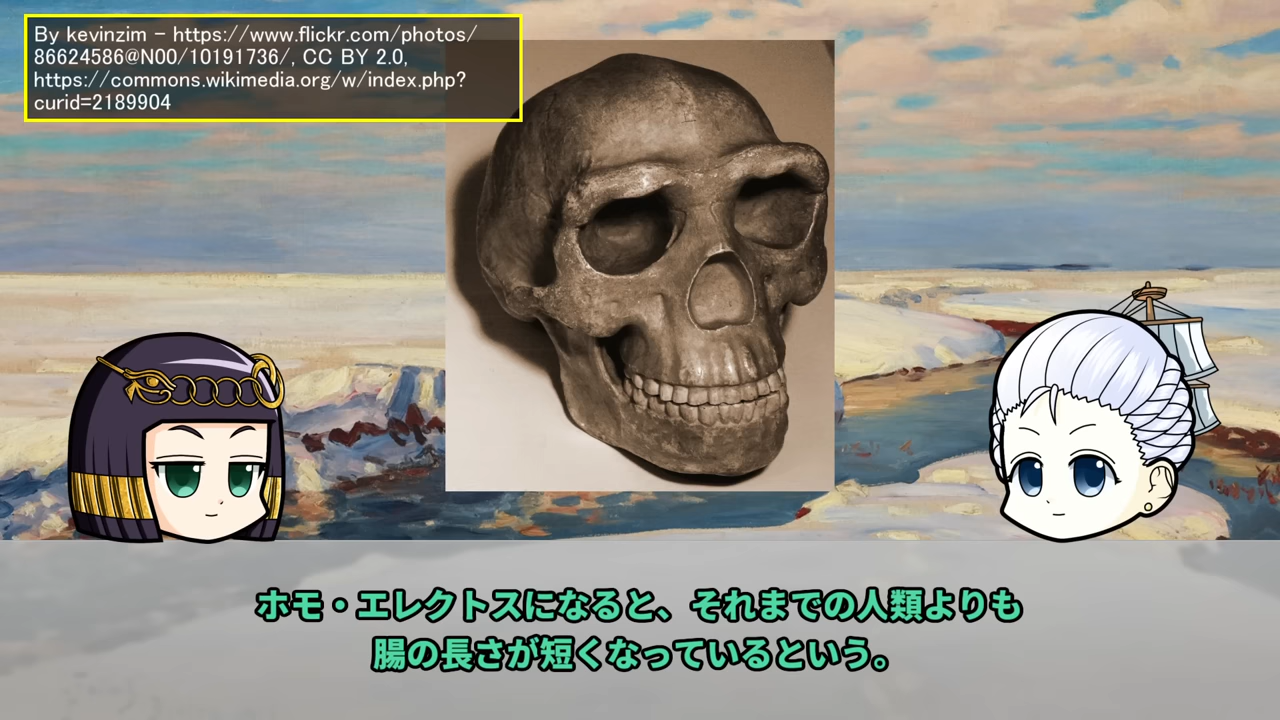 By kevinzim - https://www.flickr.com/photos/
86624586@N00/10191736/, CC BY 2.0,
https://commons.wikimedia.org/w/index.php?
curid=2189904
ホモ・エレクトスになると、それまでの人類よりも
腸の長さが短くなっているという。